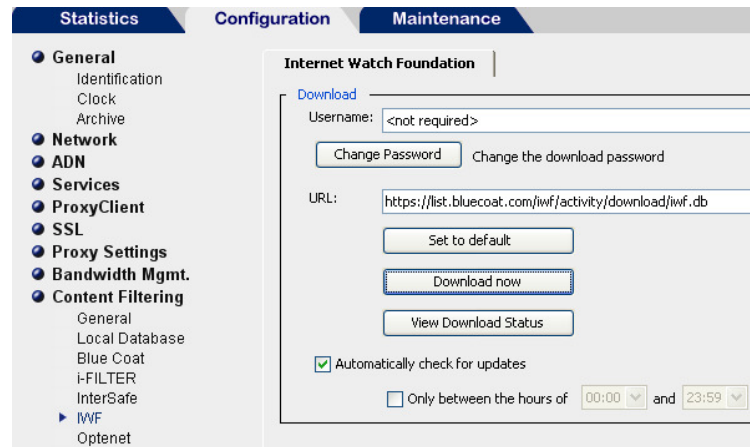 Statistics Configuration Maintenance
General
Identification
Clock
Archive
Network
ADN
Services
ProxyClient
SSL
Proxy Settings
Bandwidth Mgmt.
Content Filtering
General
Local Database
Blue Coat
i-FILTER
InterSafe
IWF
Optenet
Internet Watch Foundation
Download
Username: <not required>
Change Password Change the download password
URL: https://list.bluecoat.com/iwf/activity/download/iwf.db
Set to default
Download now
View Download Status
Automatically check for updates
Only between the hours of 00:00 and 23:59